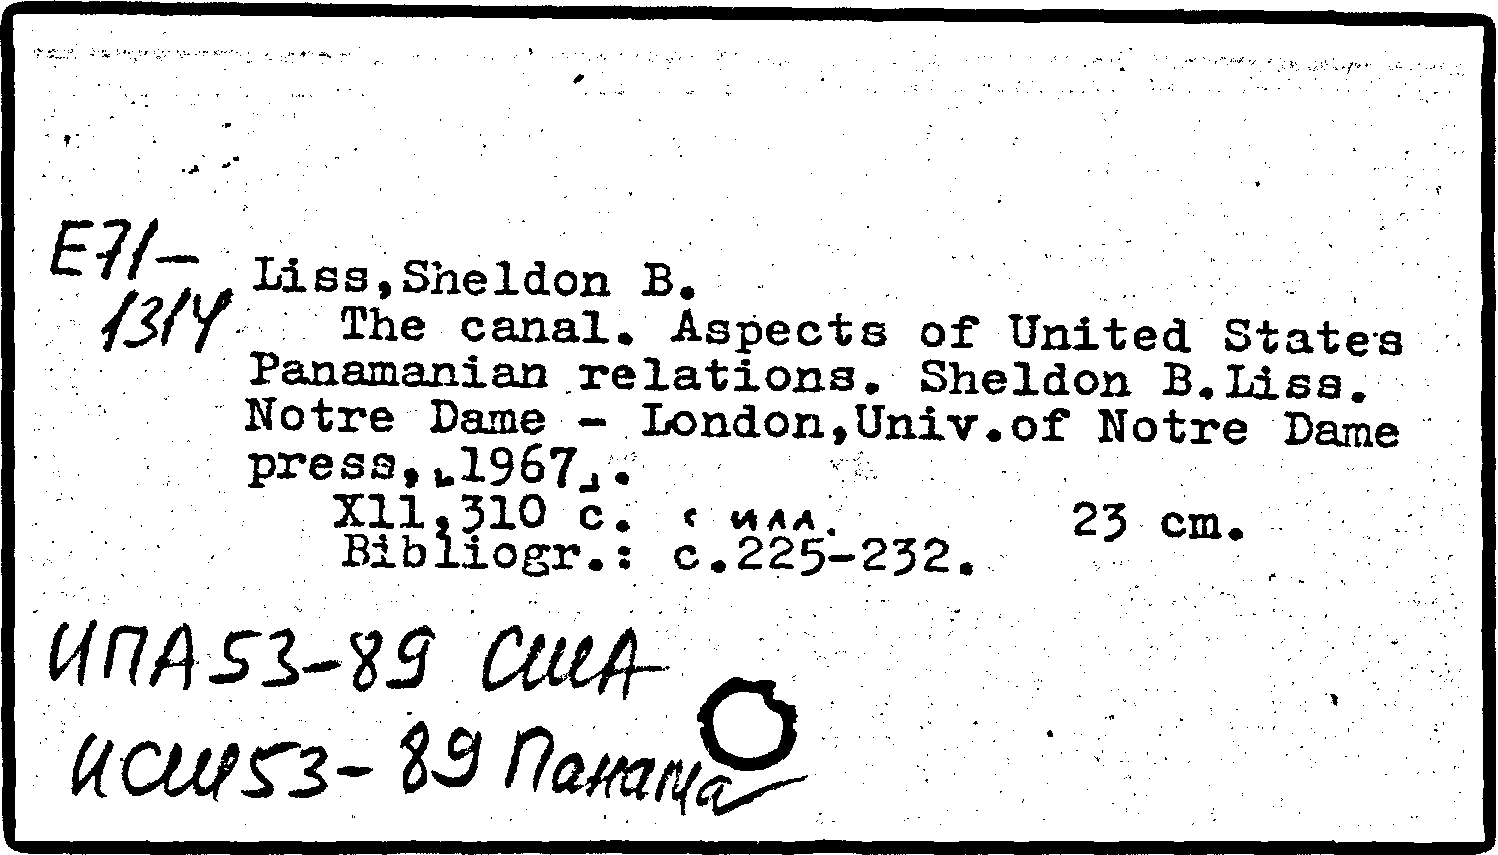 Е71-
1314
Liss,Sheldon B.
The canal. Aspects of United States
Panamanian relations. Sheldon B.Liss.
Notre Dame - London,Univ.of Notre Dame
press,[1967].
X11,310 c. с илл. 23 cm.
Bibliogr.: c.225-232.
ИПА53-89 США
ИСШ53-89 Панама